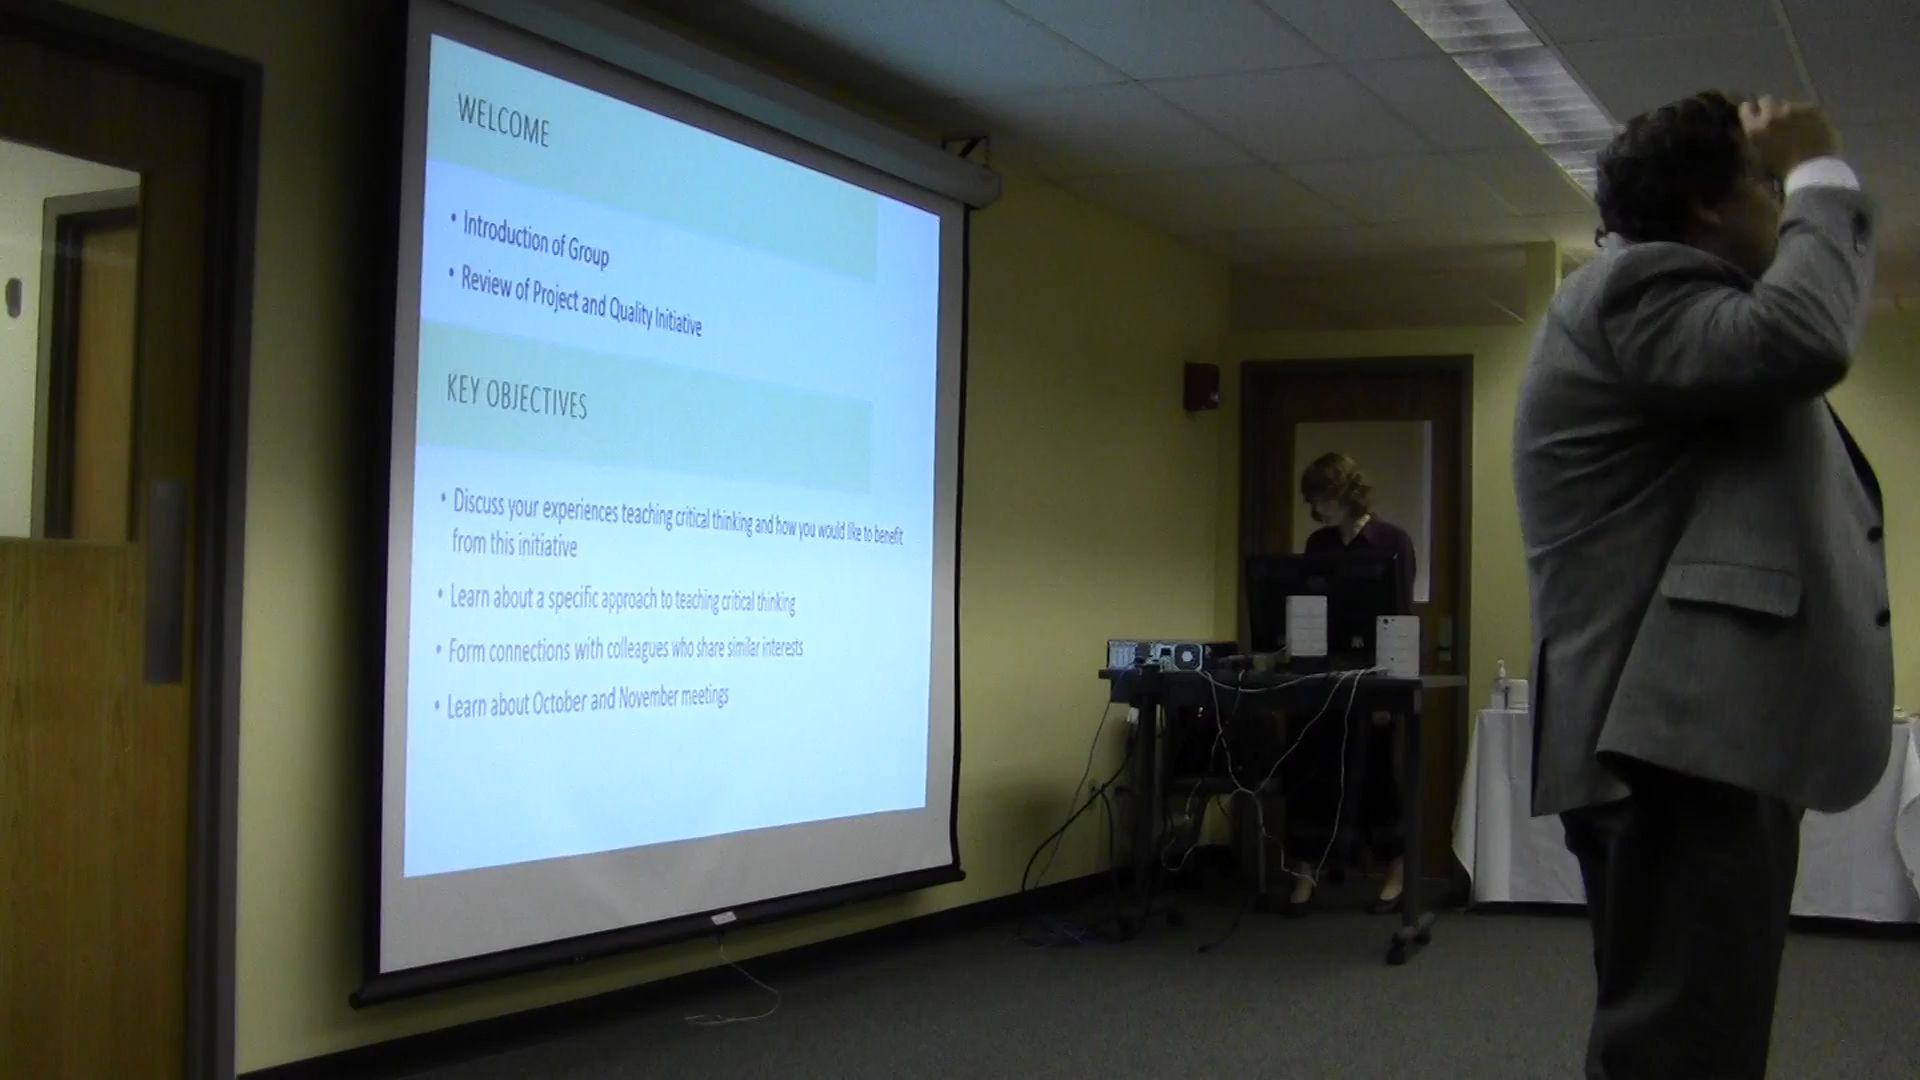 WELCOME
• Introduction of Group
• Review of Project and Quality Initiative
KEY OBJECTIVES
• Discuss your experiences teaching critical thinking and how you would like to benefit
from this initiative
• Learn about a specific approach to teaching critical thinking
• Form connections with colleagues who share similar interests
• Learn about October and November meetings